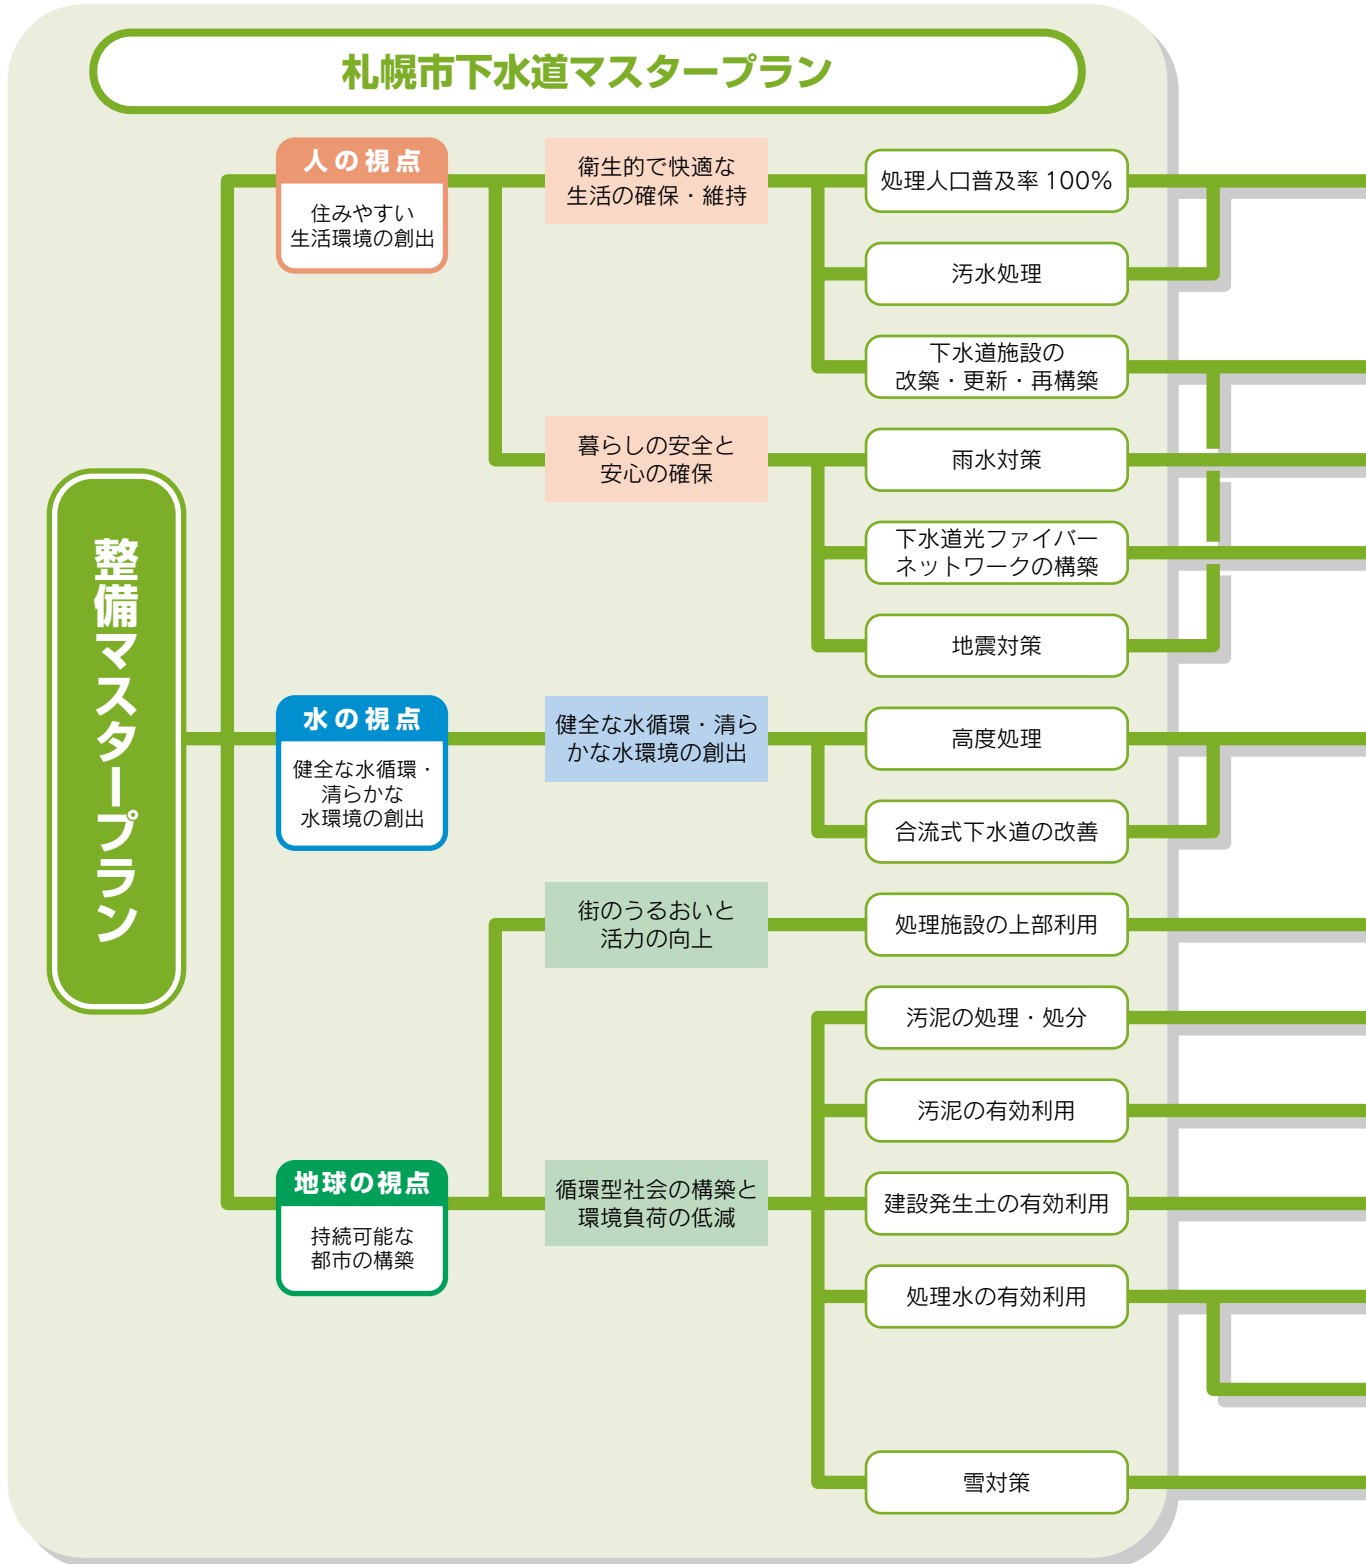 札幌市下水道マスタープラン
整備マスタープラン
人の視点
住みやすい
生活環境の創出
衛生的で快適な
生活の確保・維持
処理人口普及率 100%
汚水処理
下水道施設の
改築・更新・再構築
暮らしの安全と
安心の確保
雨水対策
下水道光ファイバー
ネットワークの構築
地震対策
水の視点
健全な水循環・
清らかな
水環境の創出
健全な水循環・清ら
かな水環境の創出
高度処理
合流式下水道の改善
地球の視点
持続可能な
都市の構築
街のうるおいと
活力の向上
処理施設の上部利用
循環型社会の構築と
環境負荷の低減
汚泥の処理・処分
汚泥の有効利用
建設発生土の有効利用
処理水の有効利用
雪対策